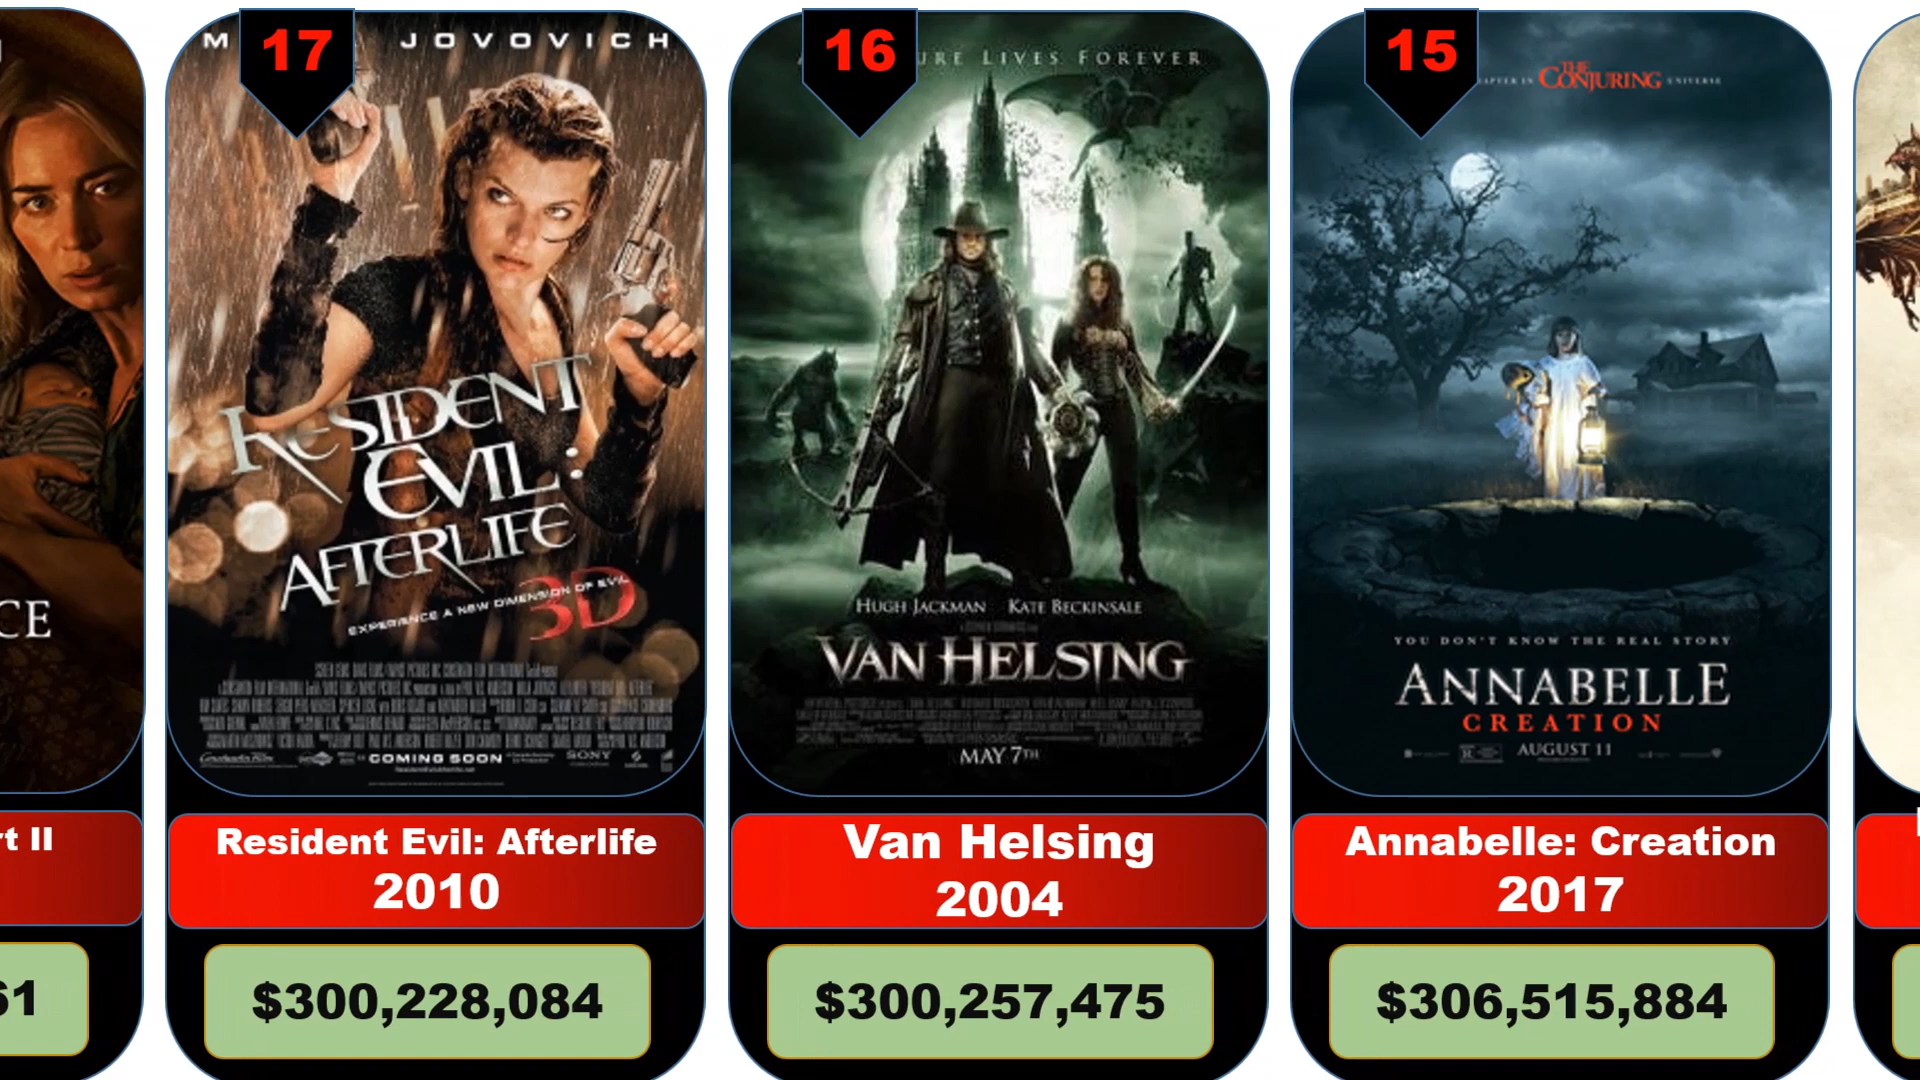 CE
rt II
61
17
JOVOVICH
RESIDENT
EVIL:
AFTERLIFE
EXPERIENCE A NEW DIMENSION OF EVIL
3D
COMING SOON
SONY
Resident Evil: Afterlife
2010
$300,228,084
16
LIVES FOREVER
HUGH JACKMAN KATE BECKINSALE
VAN HELSING
MAY 7TH
Van Helsing
2004
$300,257,475
15
THE
CONJURING UNIVERSE
YOU DON'T KNOW THE REAL STORY
ANNABELLE
CREATION
R AUGUST 11
Annabelle: Creation
2017
$306,515,884